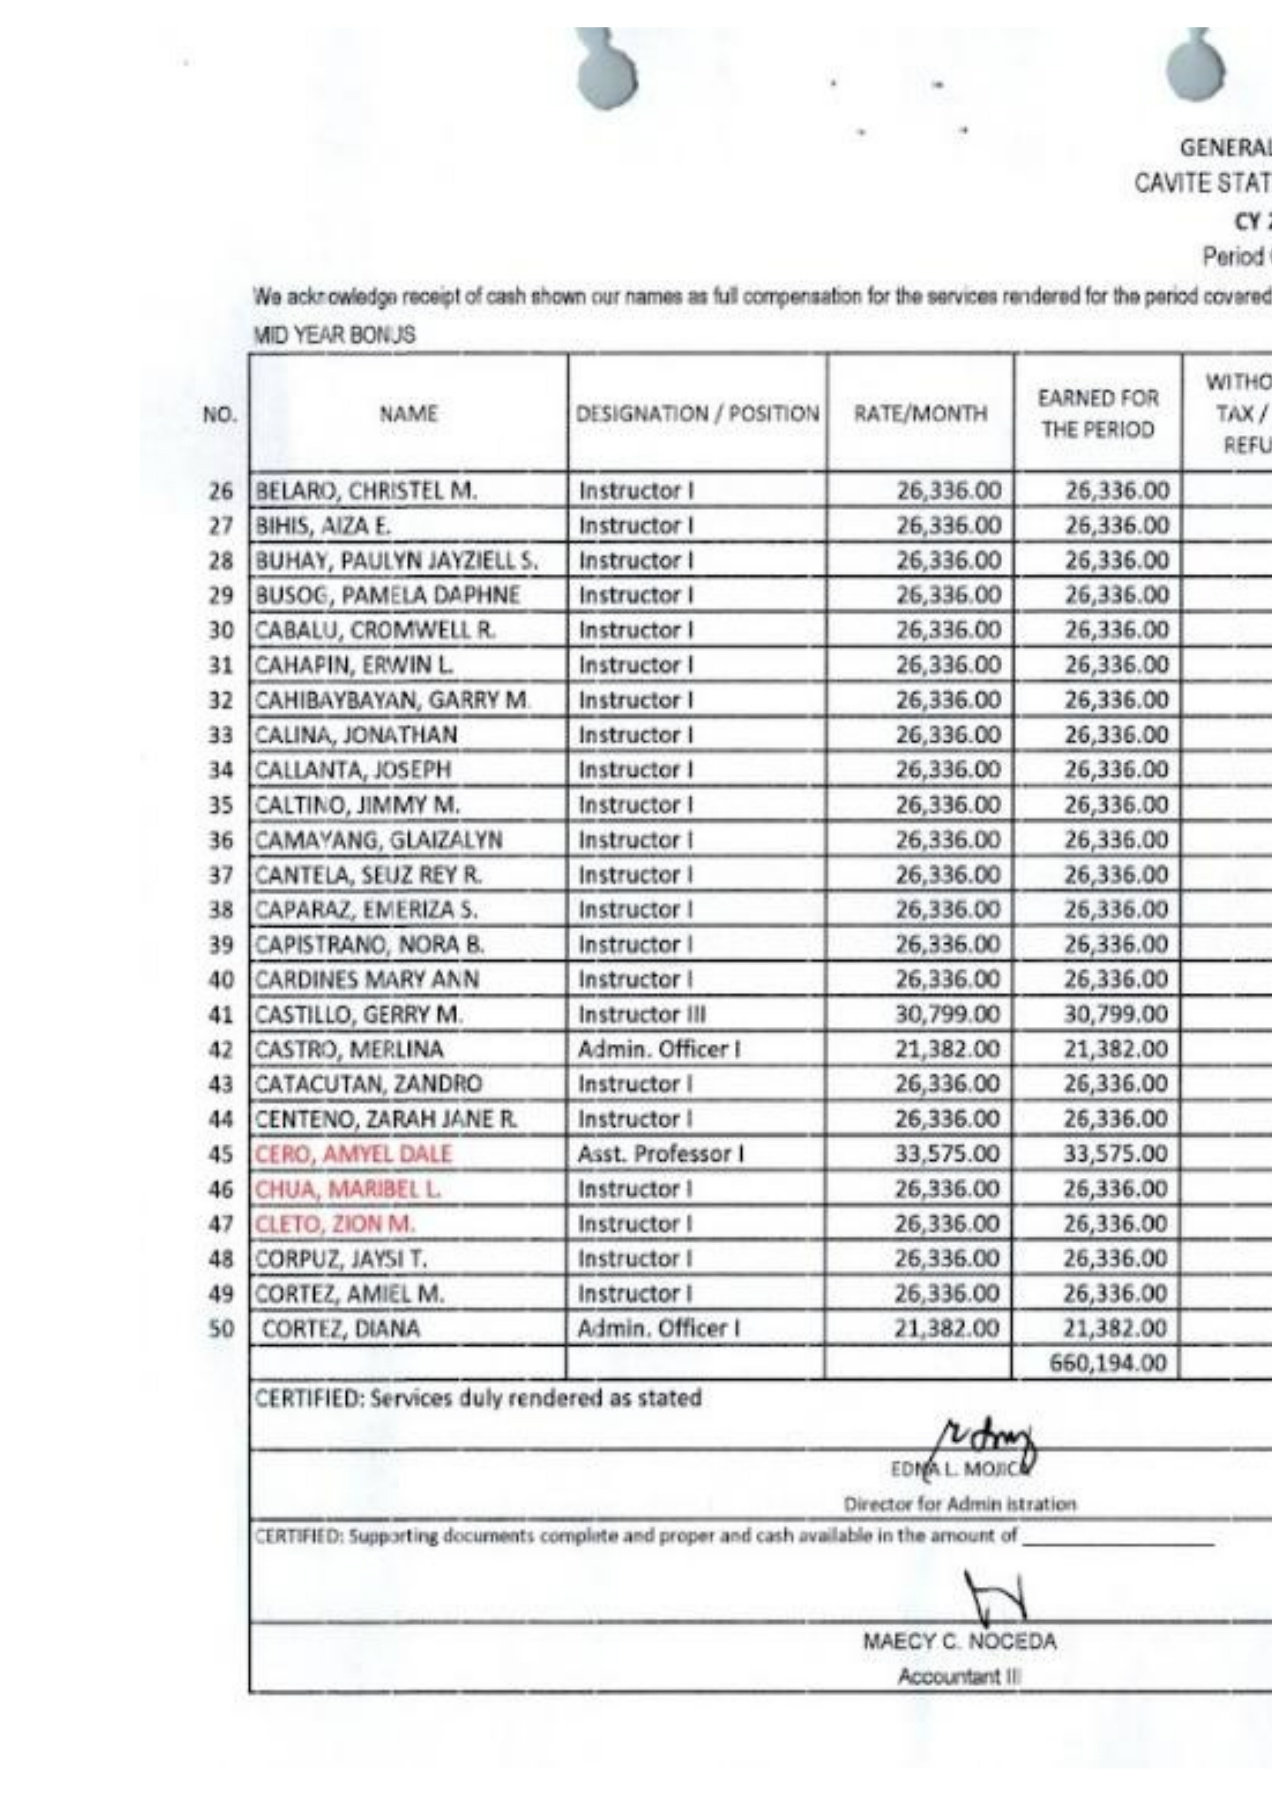 GENERAL
CAVITE STAT
CY 2
Period
We acknowledge receipt of cash shown our names as full compensation for the services rendered for the period covered
MID YEAR BONUS
NO. NAME DESIGNATION / POSITION RATE/MONTH EARNED FOR THE PERIOD WITHO TAX / REFU
26 BELARO, CHRISTEL M. Instructor I 26,336.00 26,336.00
27 BIHIS, AIZA E. Instructor I 26,336.00 26,336.00
28 BUHAY, PAULYN JAYZIELL S. Instructor I 26,336.00 26,336.00
29 BUSOG, PAMELA DAPHNE Instructor I 26,336.00 26,336.00
30 CABALU, CROMWELL R. Instructor I 26,336.00 26,336.00
31 CAHAPIN, ERWIN L. Instructor I 26,336.00 26,336.00
32 CAHIBAYBAYAN, GARRY M. Instructor I 26,336.00 26,336.00
33 CALINA, JONATHAN Instructor I 26,336.00 26,336.00
34 CALLANTA, JOSEPH Instructor I 26,336.00 26,336.00
35 CALTINO, JIMMY M. Instructor I 26,336.00 26,336.00
36 CAMAYANG, GLAIZALYN Instructor I 26,336.00 26,336.00
37 CANTELA, SEUZ REY R. Instructor I 26,336.00 26,336.00
38 CAPARAZ, EMERIZA S. Instructor I 26,336.00 26,336.00
39 CAPISTRANO, NORA B. Instructor I 26,336.00 26,336.00
40 CARDINES MARY ANN Instructor I 26,336.00 26,336.00
41 CASTILLO, GERRY M. Instructor III 30,799.00 30,799.00
42 CASTRO, MERLINA Admin. Officer I 21,382.00 21,382.00
43 CATACUTAN, ZANDRO Instructor I 26,336.00 26,336.00
44 CENTENO, ZARAH JANE R. Instructor I 26,336.00 26,336.00
45 CERO, AMYEL DALE Asst. Professor I 33,575.00 33,575.00
46 CHUA, MARIBEL L. Instructor I 26,336.00 26,336.00
47 CLETO, ZION M. Instructor I 26,336.00 26,336.00
48 CORPUZ, JAYSI T. Instructor I 26,336.00 26,336.00
49 CORTEZ, AMIEL M. Instructor I 26,336.00 26,336.00
50 CORTEZ, DIANA Admin. Officer I 21,382.00 21,382.00
660,194.00
CERTIFIED: Services duly rendered as stated
EDNA L. MOJICA
Director for Administration
CERTIFIED: Supporting documents complete and proper and cash available in the amount of
MAECY C. NOCEDA
Accountant III